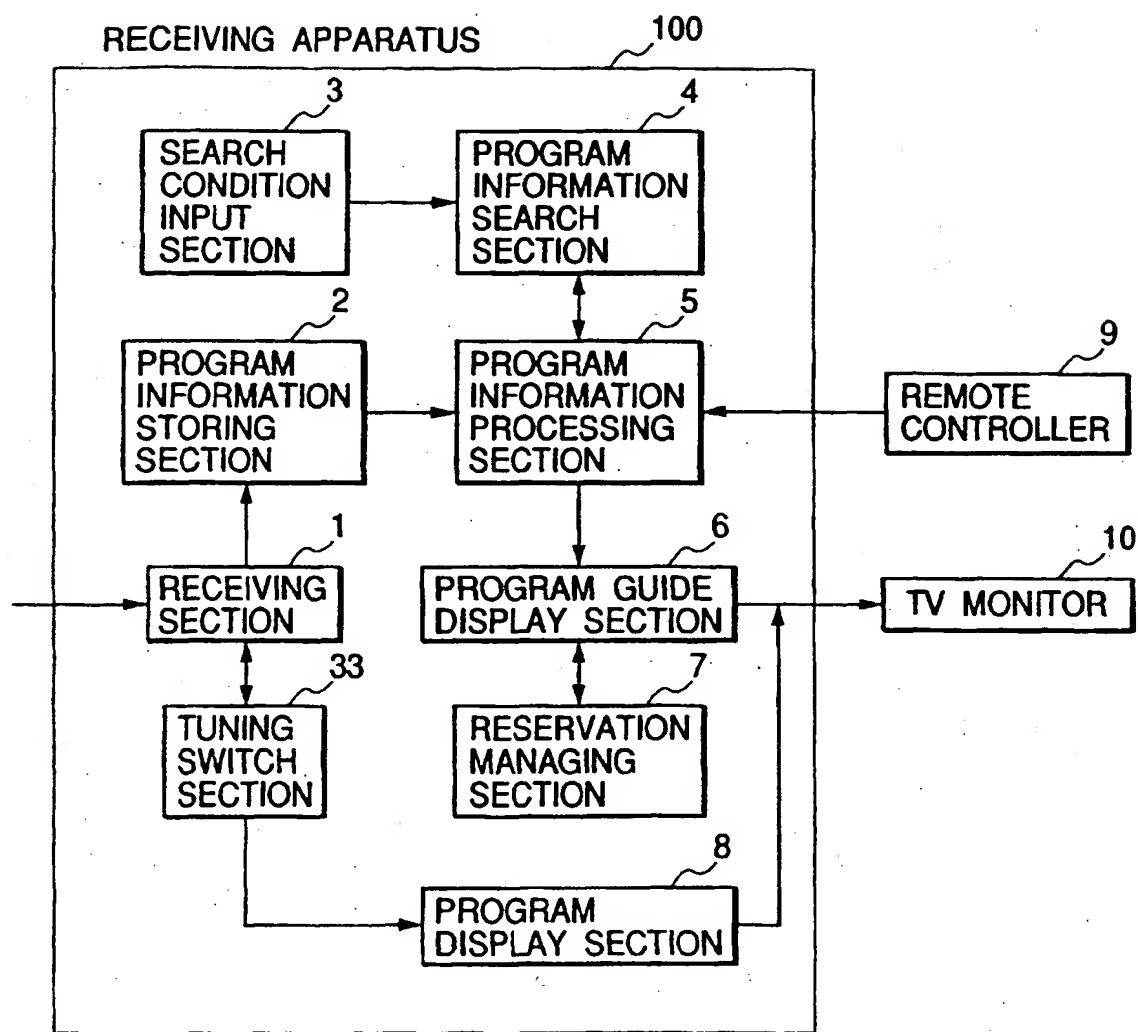 RECEIVING APPARATUS
100
3
SEARCH
CONDITION
INPUT
SECTION
4
PROGRAM
INFORMATION
SEARCH
SECTION
2
PROGRAM
INFORMATION
STORING
SECTION
5
PROGRAM
INFORMATION
PROCESSING
SECTION
9
REMOTE
CONTROLLER
1
RECEIVING
SECTION
6
PROGRAM GUIDE
DISPLAY SECTION
10
TV MONITOR
33
TUNING
SWITCH
SECTION
7
RESERVATION
MANAGING
SECTION
8
PROGRAM
DISPLAY SECTION